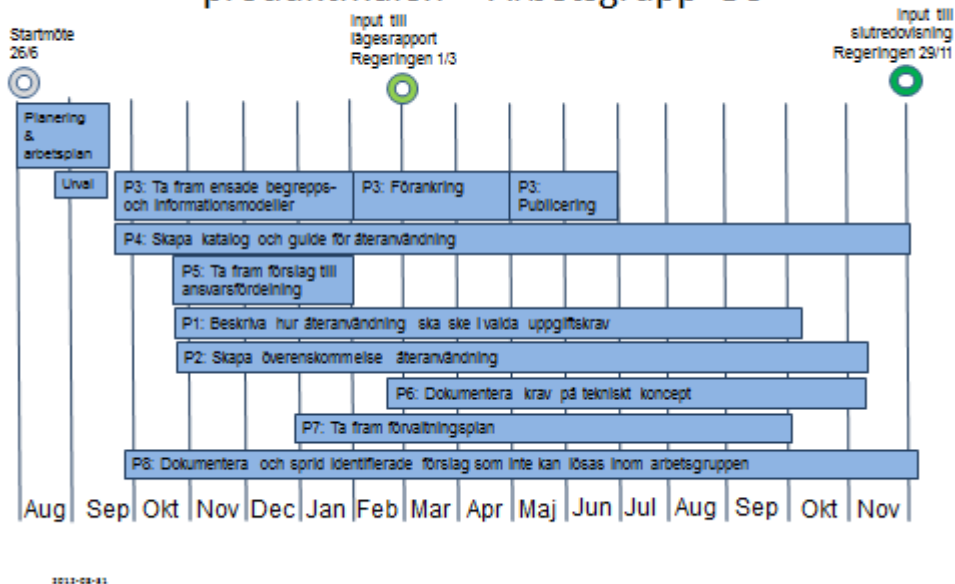 Startmöte
26/6
Input till
lägesrapport
Regeringen 1/3
Input till
slutredovisning
Regeringen 29/11
Planering
&
arbetsplan
Urval
P3: Ta fram ensade begrepps-
och informationsmodeller
P3: Förankring
P3:
Publicering
P4: Skapa katalog och guide för återanvändning
P5: Ta fram förslag till
ansvarsfördelning
P1: Beskriva hur återanvändning ska ske i valda uppgiftskrav
P2: Skapa överenskommelse återanvändning
P6: Dokumentera krav på tekniskt koncept
P7: Ta fram förvaltningsplan
P8: Dokumentera och sprid identifierade förslag som inte kan lösas inom arbetsgruppen
Aug Sep Okt Nov Dec Jan Feb Mar Apr Maj Jun Jul Aug Sep Okt Nov